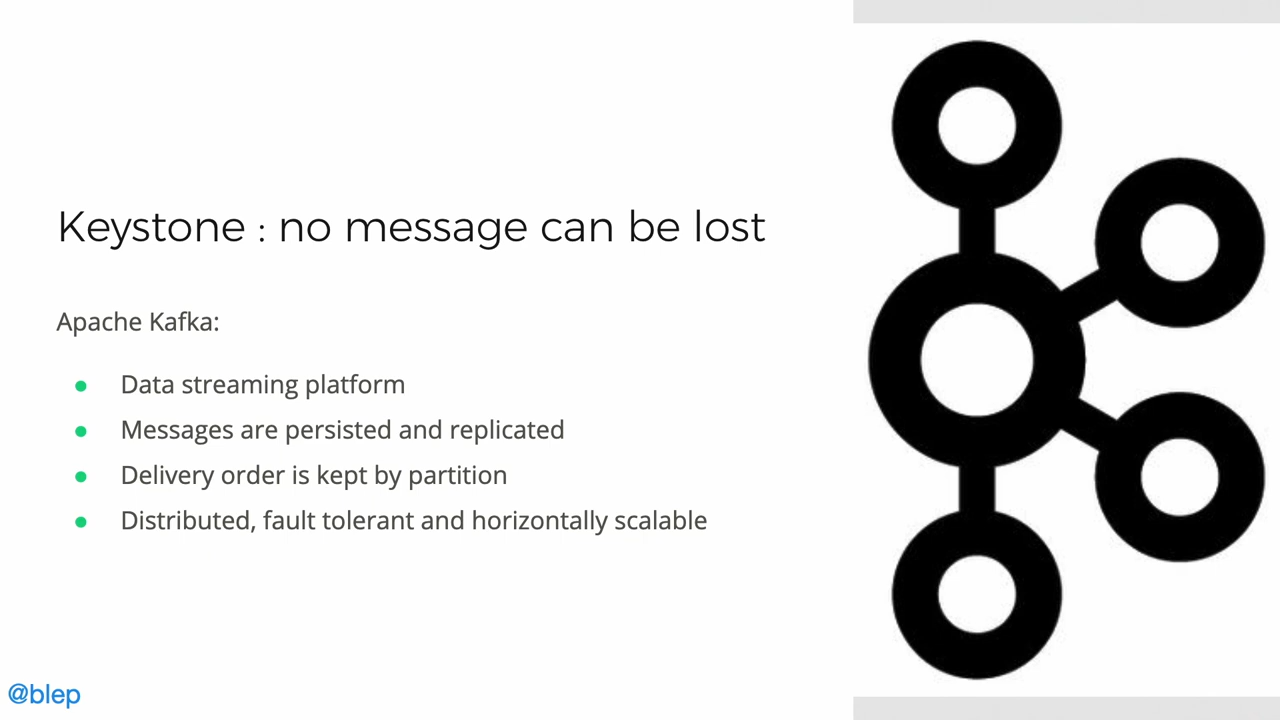 Keystone : no message can be lost
Apache Kafka:
● Data streaming platform
● Messages are persisted and replicated
● Delivery order is kept by partition
● Distributed, fault tolerant and horizontally scalable
@blep